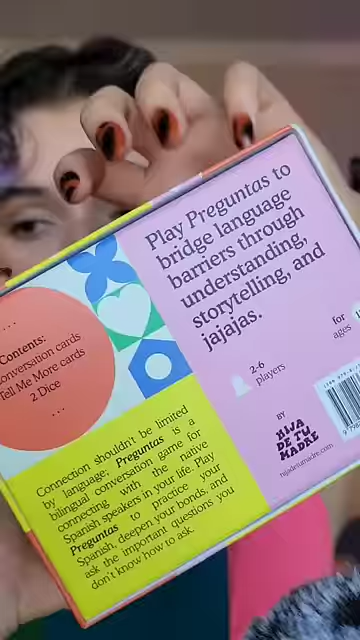 Play Preguntas to
bridge language
barriers through
understanding,
storytelling, and
jajajas.
Contents:
Conversation cards
Tell Me More cards
2 Dice
2-6
players
for
ages
BY
HIJA
DE TU
MADRE
hijadetumadre.com
Connection shouldn't be limited
by language; Preguntas is a
bilingual conversation game for
connecting with the native
Spanish speakers in your life. Play
Preguntas to practice your
Spanish, deepen your bonds, and
ask the important questions you
don't know how to ask.